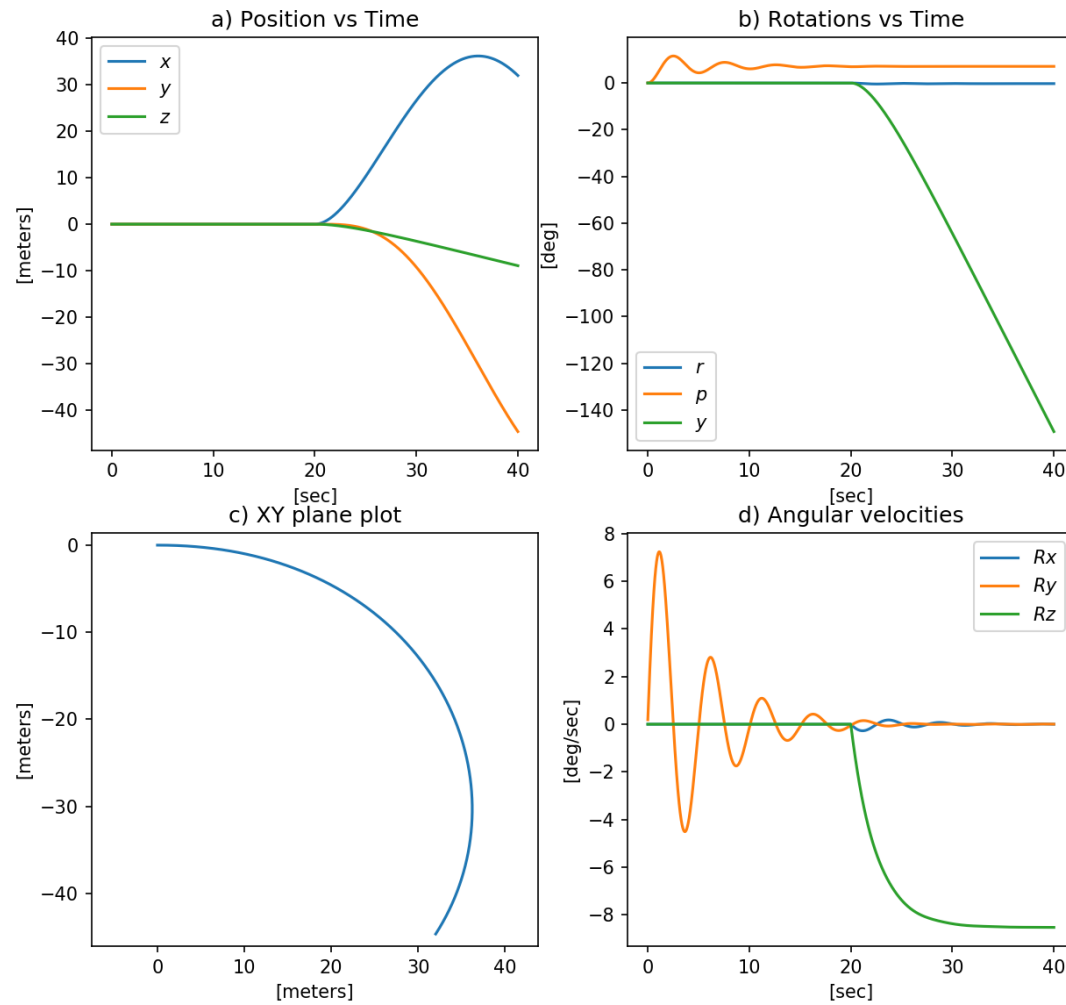 a) Position vs Time
40
30
20
10
0
−10
−20
−30
−40
[meters]
x
y
z
0 10 20 30 40
[sec]
b) Rotations vs Time
0
−20
−40
−60
−80
−100
−120
−140
[deg]
r
p
y
0 10 20 30 40
[sec]
c) XY plane plot
0
−10
−20
−30
−40
[meters]
0 10 20 30 40
[meters]
d) Angular velocities
8
6
4
2
0
−2
−4
−6
−8
[deg/sec]
Rx
Ry
Rz
0 10 20 30 40
[sec]